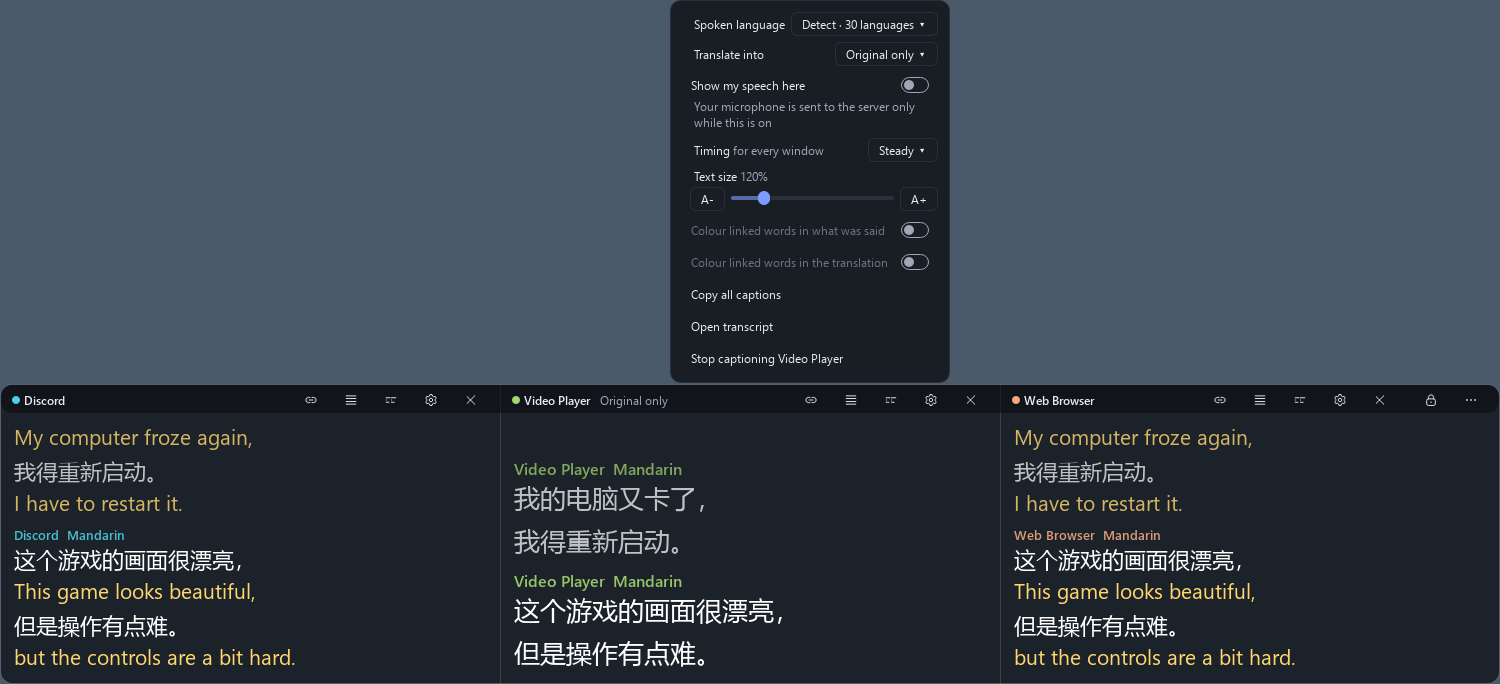 Spoken language Detect · 30 languages
Translate into Original only
Show my speech here
Your microphone is sent to the server only
while this is on
Timing for every window Steady
Text size 120%
A- A+
Colour linked words in what was said
Colour linked words in the translation
Copy all captions
Open transcript
Stop captioning Video Player
Discord
My computer froze again,
我得重新启动。
I have to restart it.
Discord Mandarin
这个游戏的画面很漂亮，
This game looks beautiful,
但是操作有点难。
but the controls are a bit hard.
Video Player Original only
Video Player Mandarin
我的电脑又卡了，
我得重新启动。
Video Player Mandarin
这个游戏的画面很漂亮，
但是操作有点难。
Web Browser
My computer froze again,
我得重新启动。
I have to restart it.
Web Browser Mandarin
这个游戏的画面很漂亮，
This game looks beautiful,
但是操作有点难。
but the controls are a bit hard.